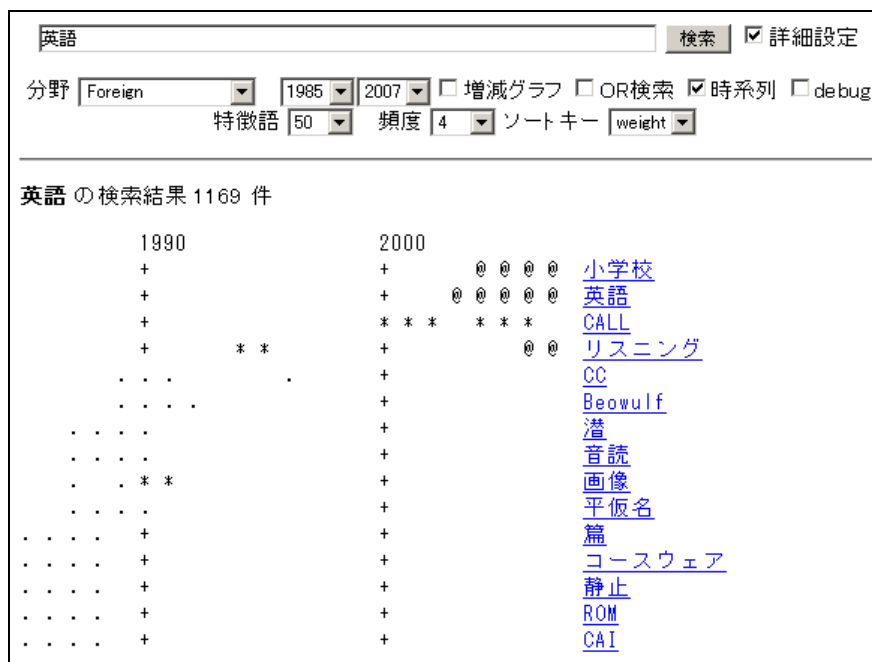 英語 検索 詳細設定
分野 Foreign 1985 2007 増減グラフ OR検索 時系列 debug
特徴語 50 頻度 4 ソートキー weight
英語 の検索結果 1169 件
1990 2000
+ + @ @ @ @ 小学校
+ + @ @ @ @ @ 英語
+ * * * * * * CALL
+ * * + @ @ リスニング
. . . . + CC
. . . . + Beowulf
. . . . + 潜
. . . . + 音読
. . * * + 画像
. . . . + 平仮名
. . . . + + 篇
. . . . + + コースウェア
. . . . + + 静止
. . . . + + ROM
. . . . + + CAI